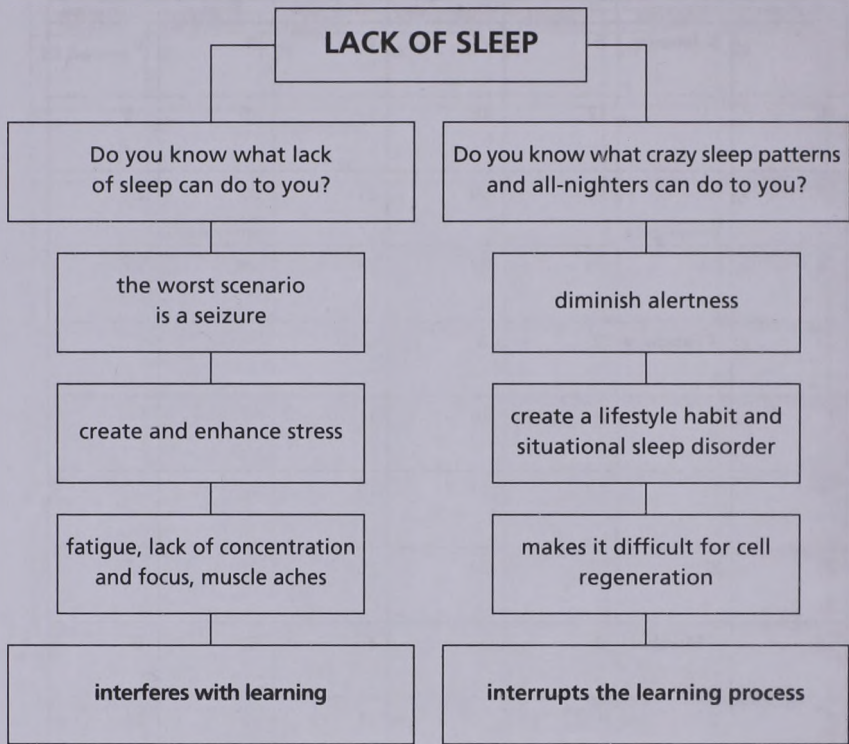 LACK OF SLEEP
Do you know what lack
of sleep can do to you?
the worst scenario
is a seizure
create and enhance stress
fatigue, lack of concentration
and focus, muscle aches
interferes with learning
Do you know what crazy sleep patterns
and all-nighters can do to you?
diminish alertness
create a lifestyle habit and
situational sleep disorder
makes it difficult for cell
regeneration
interrupts the learning process